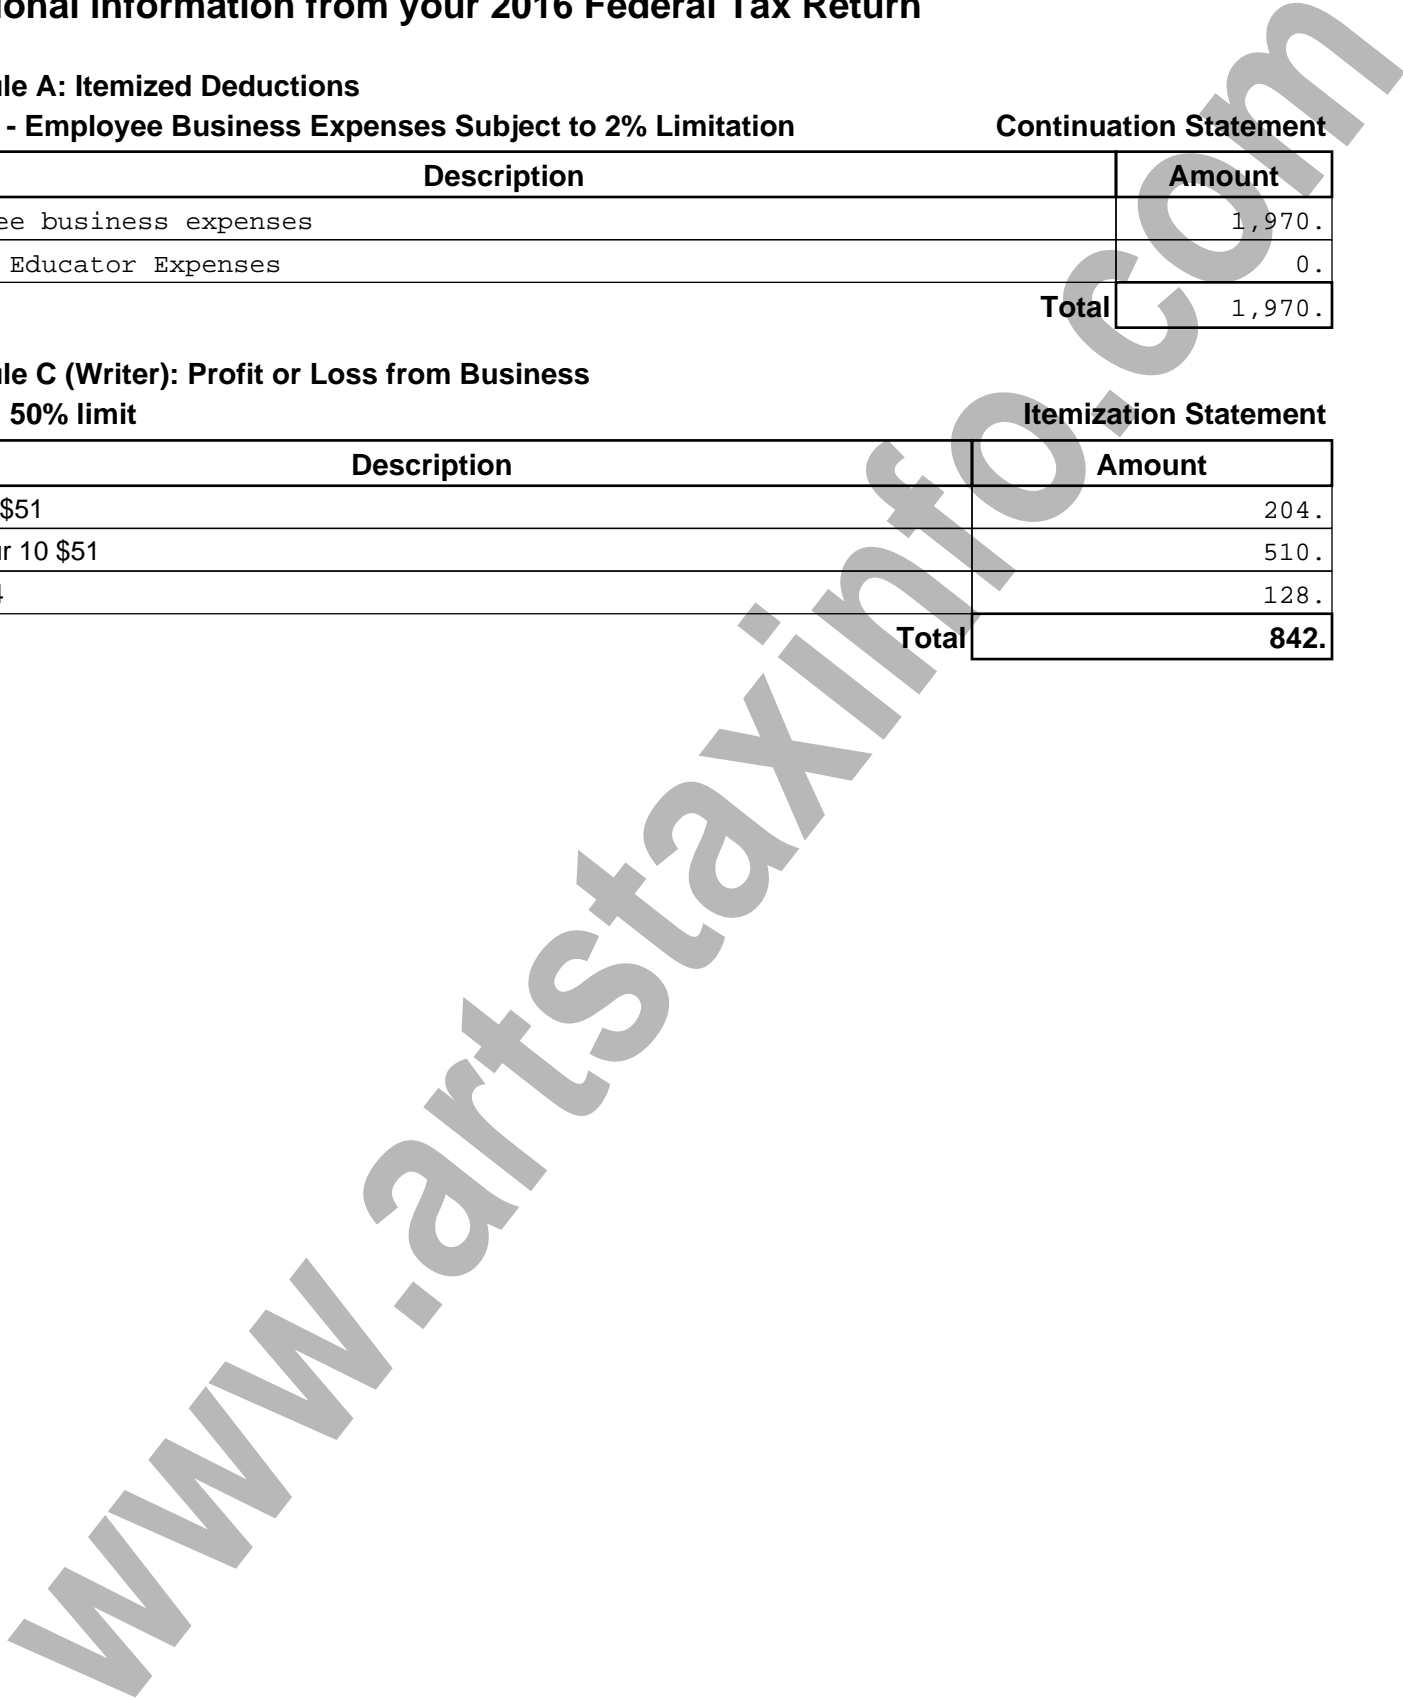 ional information from your 2016 Federal Tax Return
le A: Itemized Deductions
- Employee Business Expenses Subject to 2% Limitation Continuation Statement
Description Amount
ee business expenses 1,970.
Educator Expenses 0.
Total 1,970.
le C (Writer): Profit or Loss from Business
50% limit Itemization Statement
Description Amount
$51 204.
r 10 $51 510.
128.
Total 842.
www.artstaxinfo.com